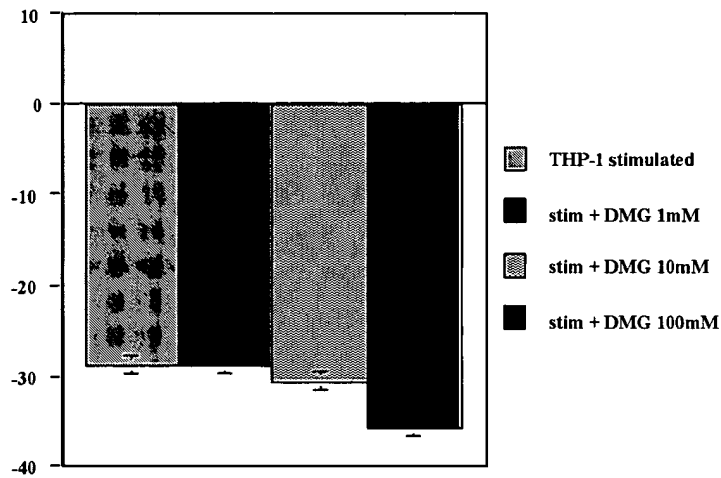 10
0
-10
-20
-30
-40
THP-1 stimulated
stim + DMG 1mM
stim + DMG 10mM
stim + DMG 100mM